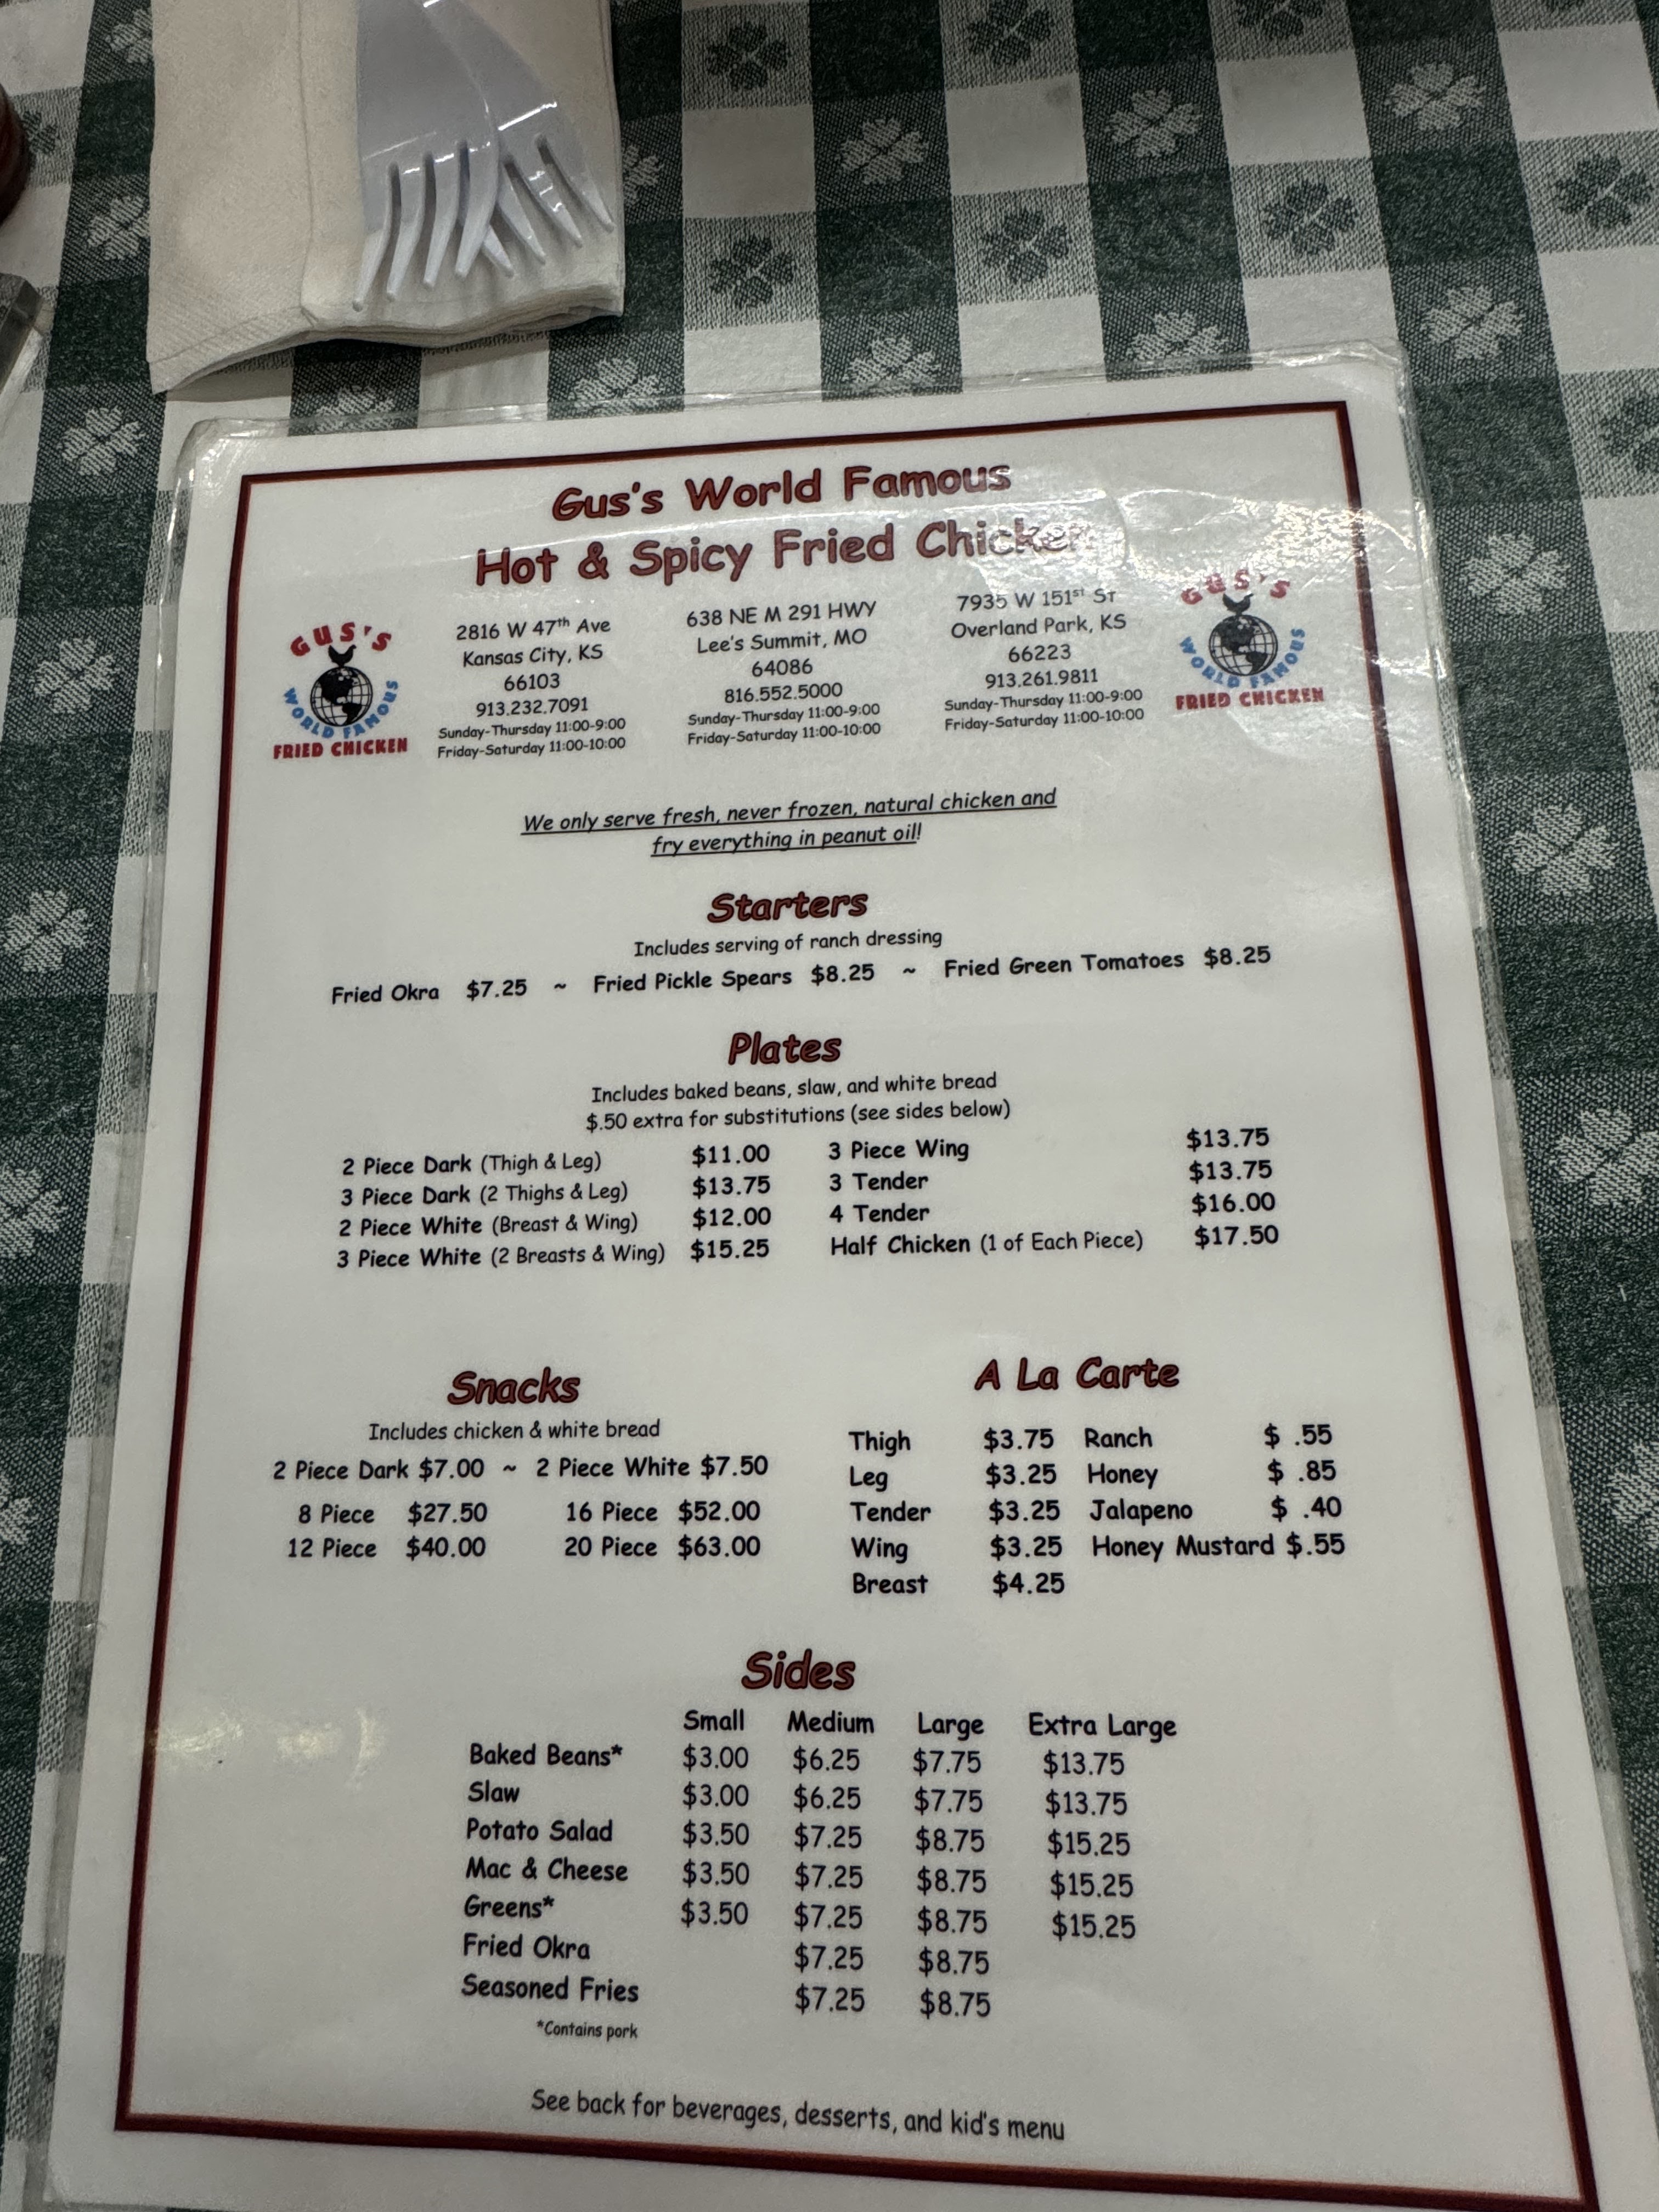 Gus's World Famous
Hot & Spicy Fried Chicken
GUS'S
WORLD FAMOUS
FRIED CHICKEN
2816 W 47th Ave
Kansas City, KS
66103
913.232.7091
Sunday-Thursday 11:00-9:00
Friday-Saturday 11:00-10:00
638 NE M 291 HWY
Lee's Summit, MO
64086
816.552.5000
Sunday-Thursday 11:00-9:00
Friday-Saturday 11:00-10:00
7935 W 151st ST
Overland Park, KS
66223
913.261.9811
Sunday-Thursday 11:00-9:00
Friday-Saturday 11:00-10:00
GUS'S
WORLD FAMOUS
FRIED CHICKEN
We only serve fresh, never frozen, natural chicken and
fry everything in peanut oil!
Starters
Includes serving of ranch dressing
Fried Okra $7.25 ~ Fried Pickle Spears $8.25 ~ Fried Green Tomatoes $8.25
Plates
Includes baked beans, slaw, and white bread
$.50 extra for substitutions (see sides below)
2 Piece Dark (Thigh & Leg) $11.00 3 Piece Wing $13.75
3 Piece Dark (2 Thighs & Leg) $13.75 3 Tender $13.75
2 Piece White (Breast & Wing) $12.00 4 Tender $16.00
3 Piece White (2 Breasts & Wing) $15.25 Half Chicken (1 of Each Piece) $17.50
Snacks
Includes chicken & white bread
2 Piece Dark $7.00 ~ 2 Piece White $7.50
8 Piece $27.50 16 Piece $52.00
12 Piece $40.00 20 Piece $63.00
A La Carte
Thigh $3.75 Ranch $ .55
Leg $3.25 Honey $ .85
Tender $3.25 Jalapeno $ .40
Wing $3.25 Honey Mustard $.55
Breast $4.25
Sides
Small Medium Large Extra Large
Baked Beans* $3.00 $6.25 $7.75 $13.75
Slaw $3.00 $6.25 $7.75 $13.75
Potato Salad $3.50 $7.25 $8.75 $15.25
Mac & Cheese $3.50 $7.25 $8.75 $15.25
Greens* $3.50 $7.25 $8.75 $15.25
Fried Okra $7.25 $8.75
Seasoned Fries $7.25 $8.75
*Contains pork
See back for beverages, desserts, and kid's menu